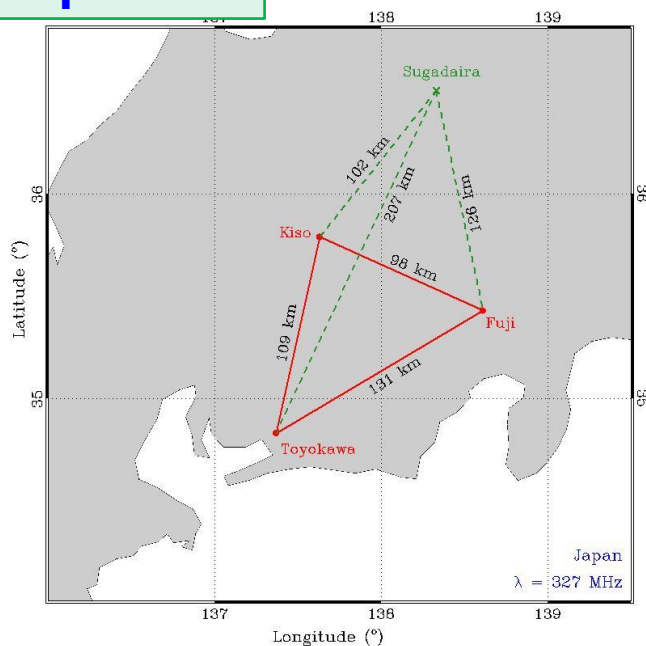 137 138 139
Sugadaira
102 km
207 km
126 km
36
Kiso
98 km
Fuji
109 km
131 km
35
Toyokawa
Japan
λ = 327 MHz
137 138 139
Longitude (°)
Latitude (°)